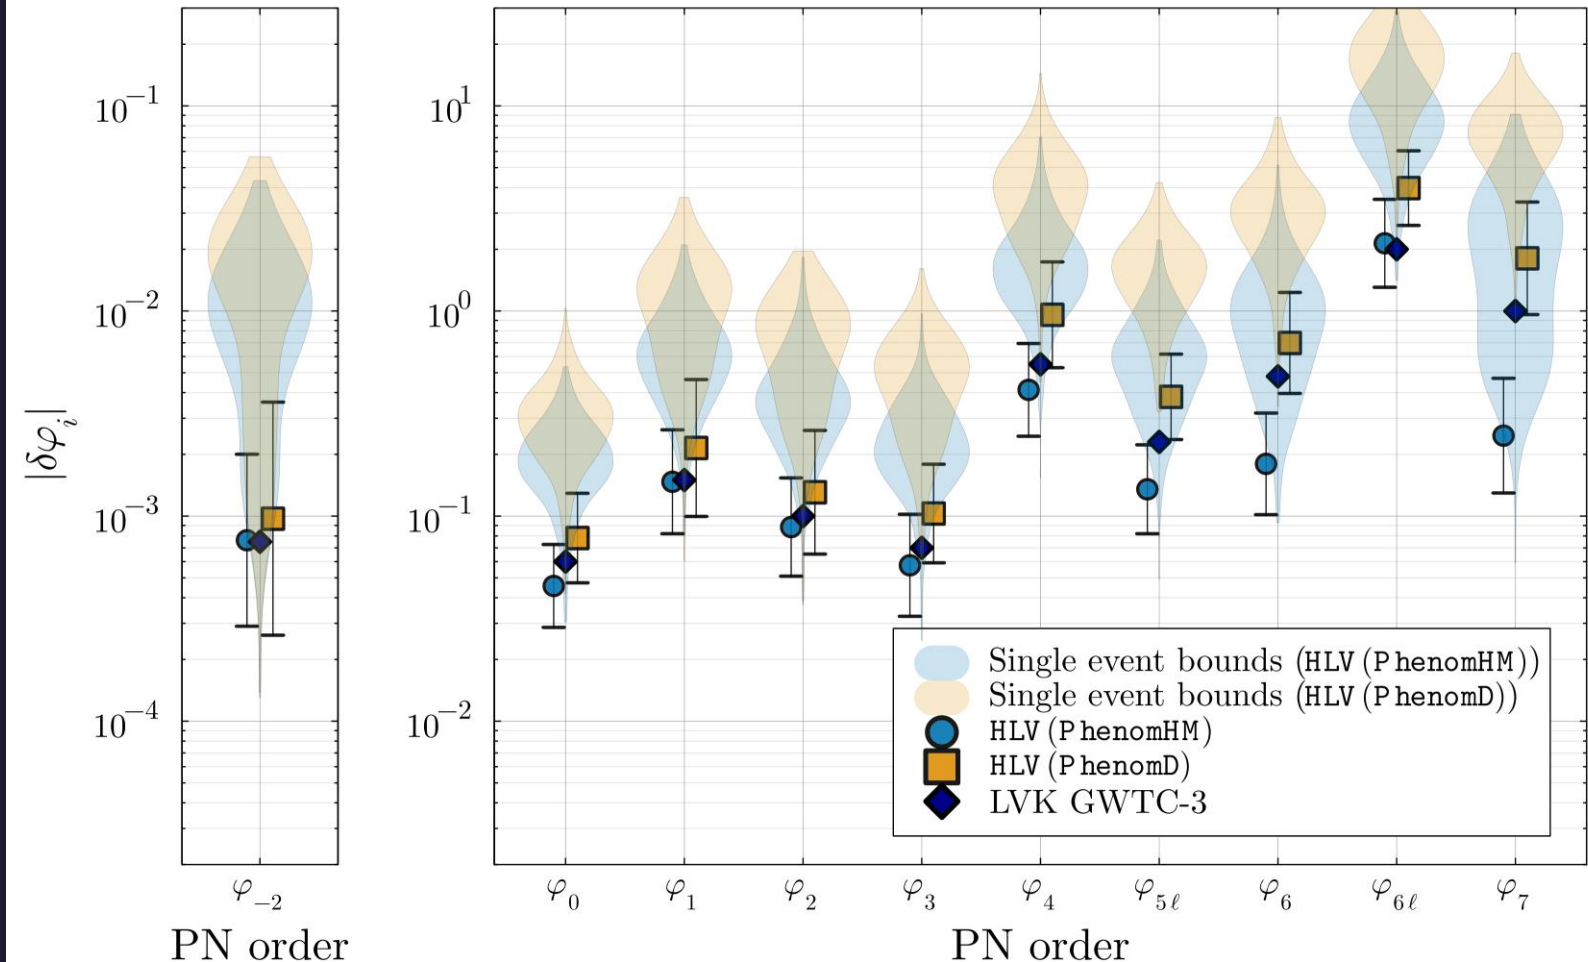 |δφ_i|
10^{-1}
10^{-2}
10^{-3}
10^{-4}
φ_{-2}
PN order
10^1
10^0
10^{-1}
10^{-2}
φ_0 φ_1 φ_2 φ_3 φ_4 φ_{5ℓ} φ_6 φ_{6ℓ} φ_7
PN order
Single event bounds (HLV(PhenomHM))
Single event bounds (HLV(PhenomD))
HLV(PhenomHM)
HLV(PhenomD)
LVK GWTC-3